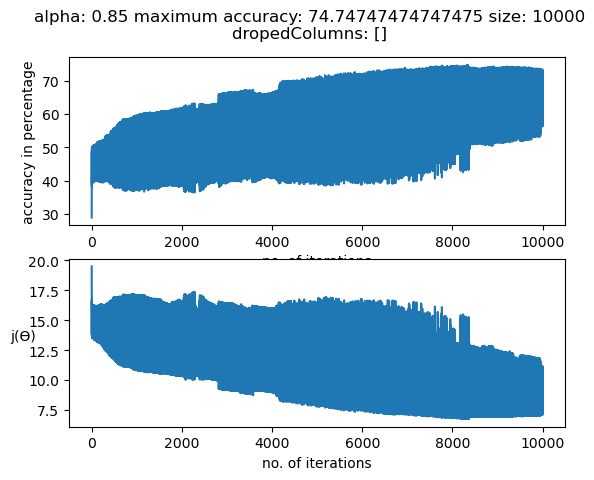 alpha: 0.85 maximum accuracy: 74.74747474747475 size: 10000
dropedColumns: []
accuracy in percentage
70
60
50
40
30
0 2000 4000 6000 8000 10000
no. of iterations
j(Θ)
20.0
17.5
15.0
12.5
10.0
7.5
0 2000 4000 6000 8000 10000
no. of iterations